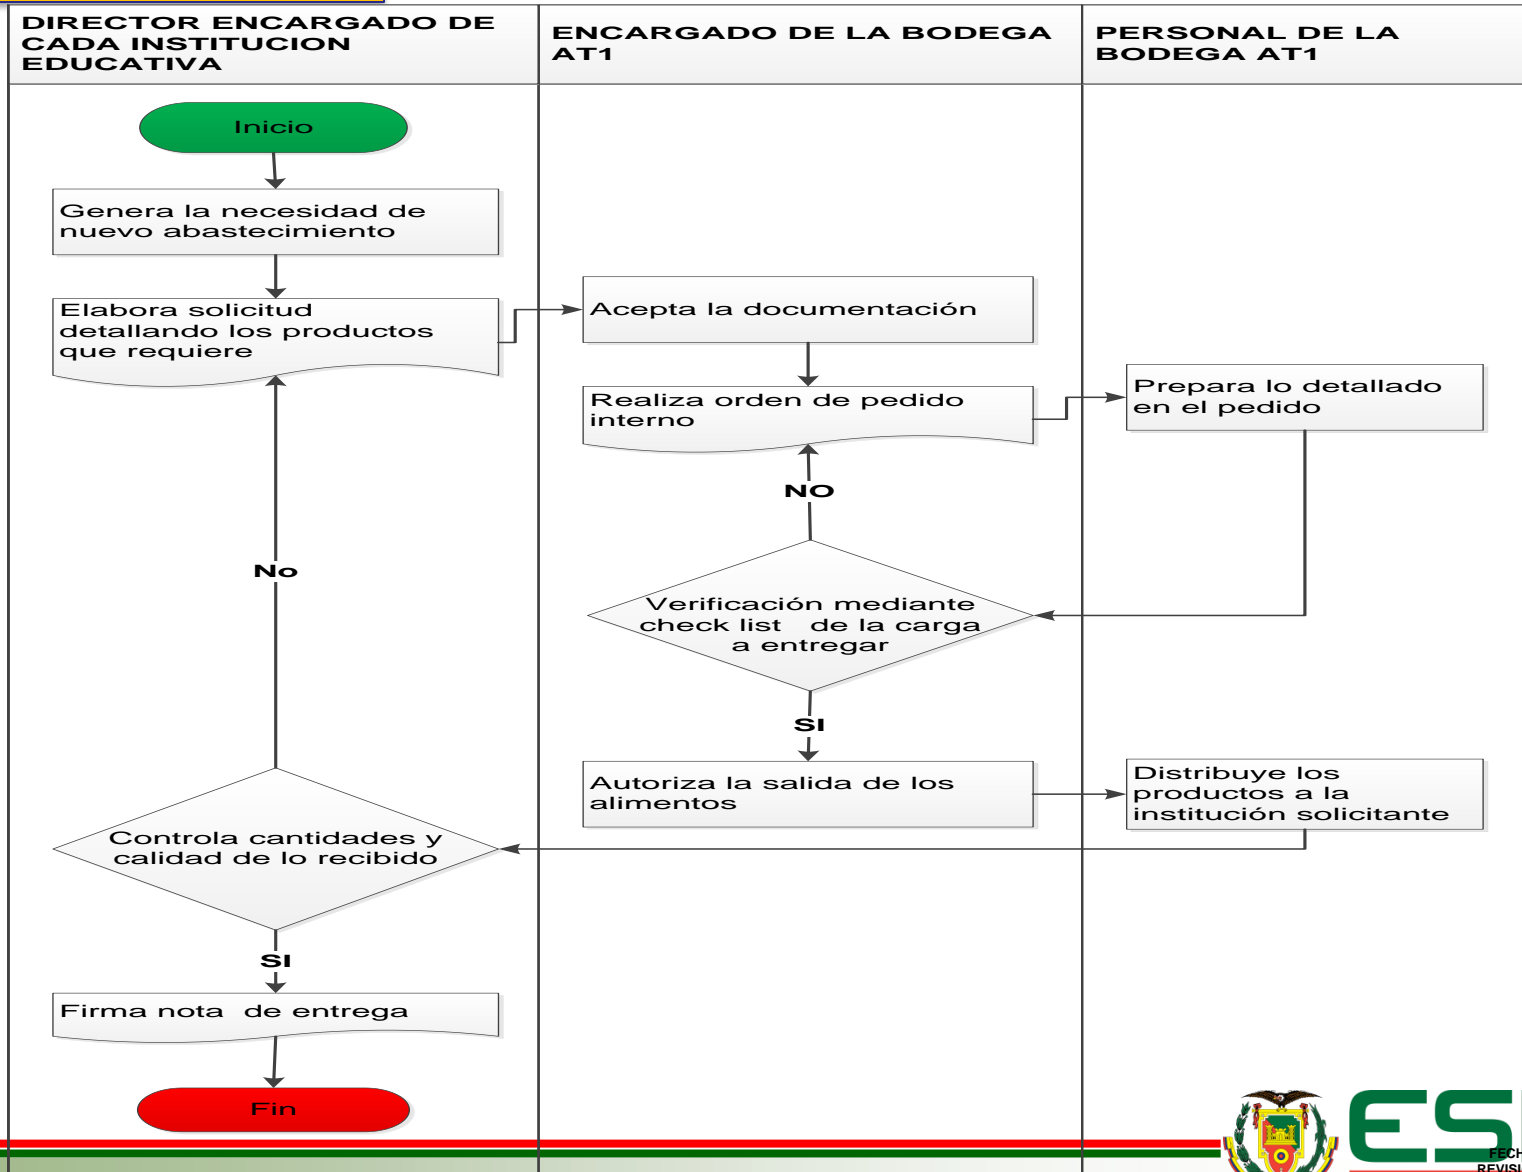 DIRECTOR ENCARGADO DE
CADA INSTITUCION
EDUCATIVA
ENCARGADO DE LA BODEGA
AT1
PERSONAL DE LA
BODEGA AT1
Inicio
Genera la necesidad de
nuevo abastecimiento
Elabora solicitud
detallando los productos
que requiere
Acepta la documentación
Realiza orden de pedido
interno
Prepara lo detallado
en el pedido
NO
No
Verificación mediante
check list de la carga
a entregar
SI
Autoriza la salida de los
alimentos
Distribuye los
productos a la
institución solicitante
Controla cantidades y
calidad de lo recibido
SI
Firma nota de entrega
Fin